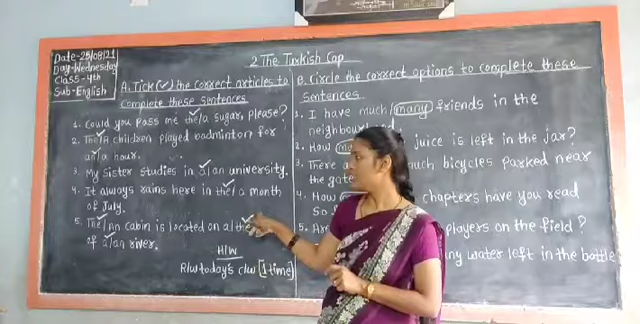 Date-25/08/21
Day-Wednesday
Class-4th
Sub-English
2 The Turkish Cap
A. Tick (✓) the correct articles to
complete these sentences
1. Could you pass me the/a sugar, please?
2. The/A children played badminton for
an/a hour.
3. My sister studies in a/an university.
4. It always rains here in the/a month
of July.
5. The/An cabin is located on a/the
of a/an river.
H/W
R/W today's c/w [1 time]
B. Circle the correct options to complete these
sentences
1. I have much/many friends in the
neighbour
2. How juice is left in the jar?
3. There much bicycles parked near
the gate
4. How chapters have you read
So
5. players on the field?
water left in the bottle